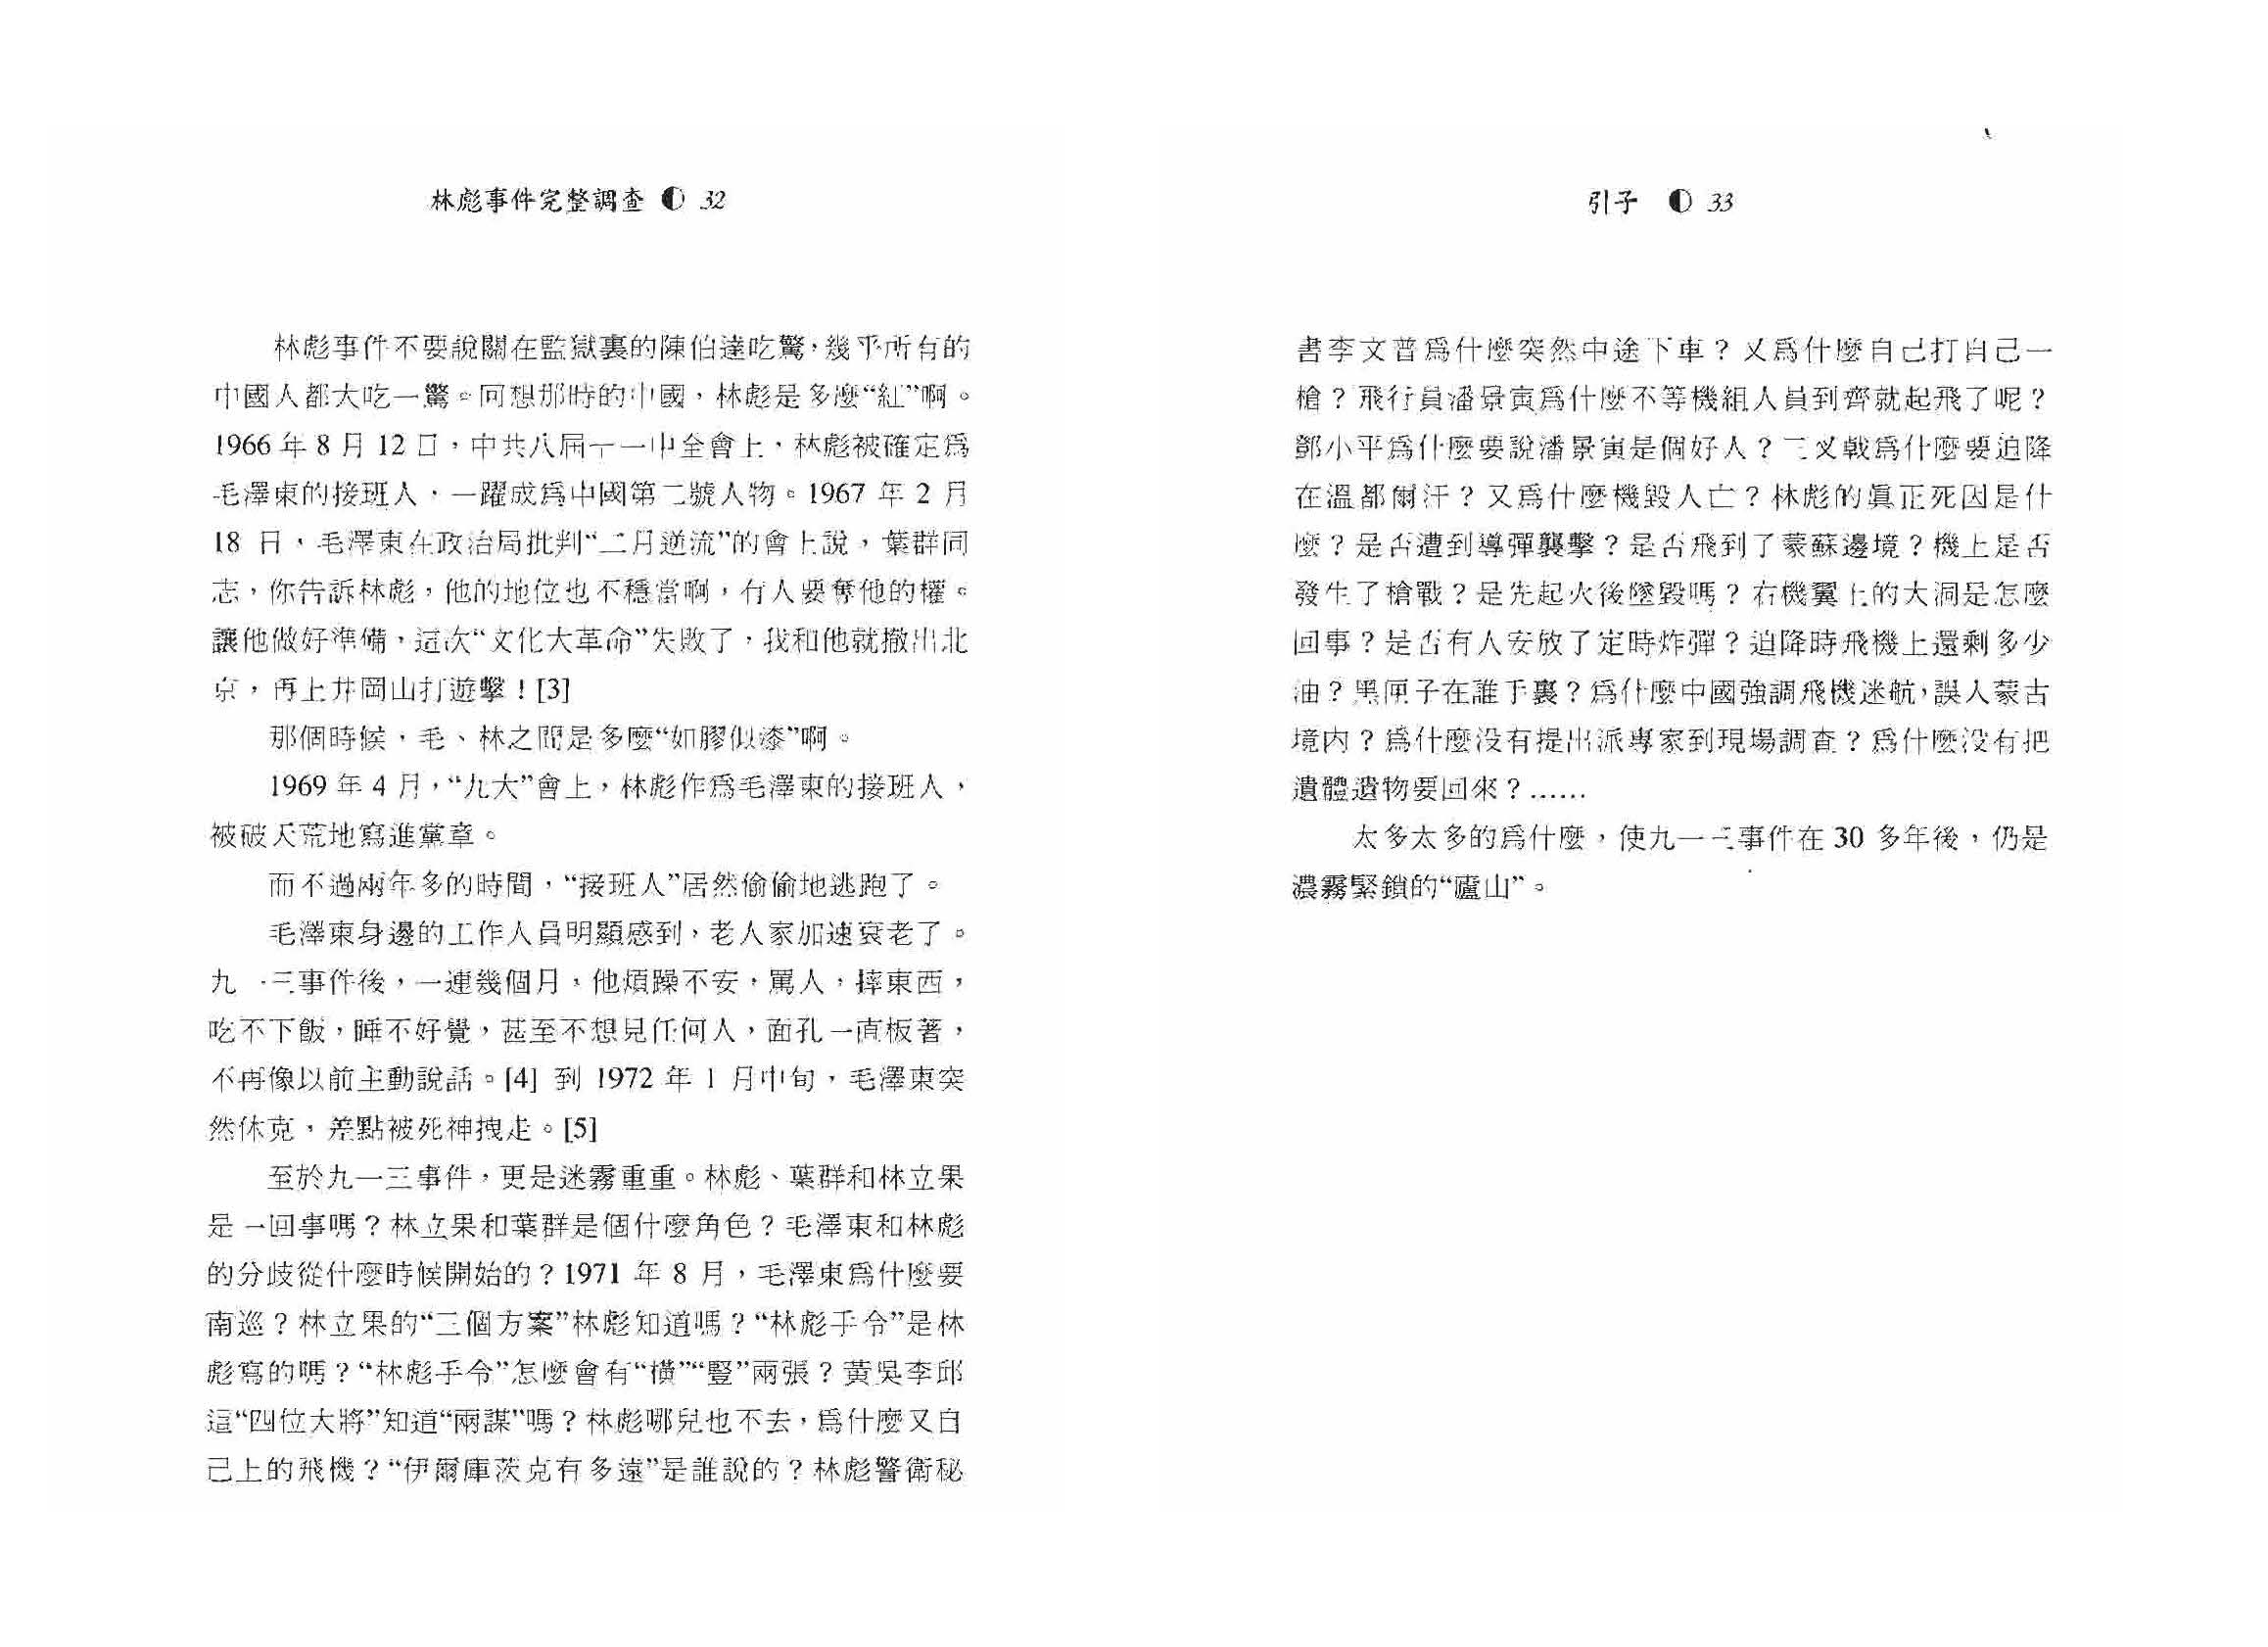 林彪事件完整調查 ◐ 32
林彪事件不要說關在監獄裏的陳伯達吃驚，幾乎所有的
中國人都大吃一驚。回想那時的中國，林彪是多麼“紅”啊。
1966 年 8 月 12 日，中共八屆十一中全會上，林彪被確定爲
毛澤東的接班人，一躍成爲中國第二號人物。1967 年 2 月
18 日，毛澤東在政治局批判“二月逆流”的會上說，葉群同
志，你告訴林彪，他的地位也不穩當啊，有人要奪他的權。
讓他做好準備，這次“文化大革命”失敗了，我和他就撤出北
京，再上井岡山打遊擊！[3]
那個時候，毛、林之間是多麼“如膠似漆”啊。
1969 年 4 月，“九大”會上，林彪作爲毛澤東的接班人，
被破天荒地寫進黨章。
而不過兩年多的時間，“接班人”居然偷偷地逃跑了。
毛澤東身邊的工作人員明顯感到，老人家加速衰老了。
九一三事件後，一連幾個月，他煩躁不安，罵人，摔東西，
吃不下飯，睡不好覺，甚至不想見任何人，面孔一直板著，
不再像以前主動說話。[4] 到 1972 年 1 月中旬，毛澤東突
然休克，差點被死神拽走。[5]
至於九一三事件，更是迷霧重重。林彪、葉群和林立果
是一回事嗎？林立果和葉群是個什麼角色？毛澤東和林彪
的分歧從什麼時候開始的？1971 年 8 月，毛澤東爲什麼要
南巡？林立果的“三個方案”林彪知道嗎？“林彪手令”是林
彪寫的嗎？“林彪手令”怎麼會有“橫”“豎”兩張？黃吳李邱
這“四位大將”知道“兩謀”嗎？林彪哪兒也不去，爲什麼又自
己上的飛機？“伊爾庫茨克有多遠”是誰說的？林彪警衛秘
引子 ◐ 33
書李文普爲什麼突然中途下車？又爲什麼自己打自己一
槍？飛行員潘景寅爲什麼不等機組人員到齊就起飛了呢？
鄧小平爲什麼要說潘景寅是個好人？三叉戟爲什麼要迫降
在溫都爾汗？又爲什麼機毀人亡？林彪的眞正死因是什
麼？是否遭到導彈襲擊？是否飛到了蒙蘇邊境？機上是否
發生了槍戰？是先起火後墜毀嗎？右機翼上的大洞是怎麼
回事？是否有人安放了定時炸彈？迫降時飛機上還剩多少
油？黑匣子在誰手裏？爲什麼中國強調飛機迷航，誤入蒙古
境內？爲什麼没有提出派專家到現場調查？爲什麼没有把
遺體遺物要回來？……
太多太多的爲什麼，使九一三事件在 30 多年後，仍是
濃霧緊鎖的“廬山”。